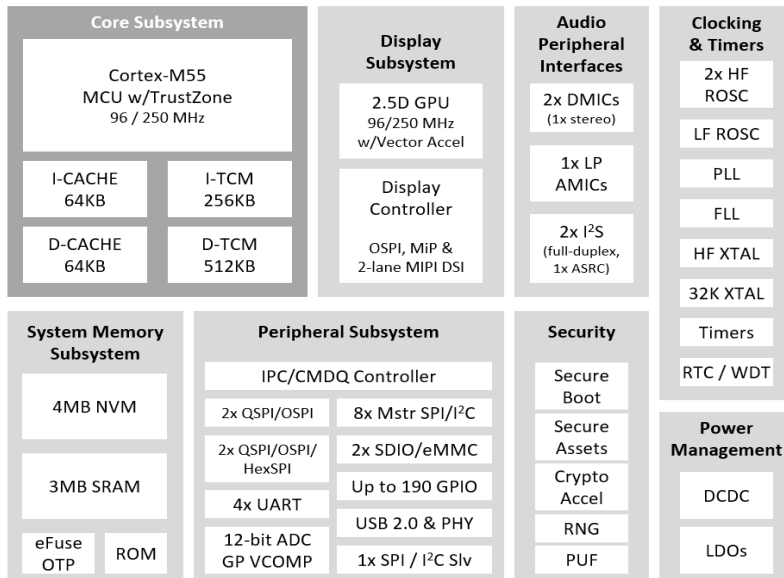 Core Subsystem
Cortex-M55
MCU w/TrustZone
96 / 250 MHz
I-CACHE
64KB
I-TCM
256KB
D-CACHE
64KB
D-TCM
512KB
Display
Subsystem
2.5D GPU
96/250 MHz
w/Vector Accel
Display
Controller
OSPI, MiP &
2-lane MIPI DSI
Audio
Peripheral
Interfaces
2x DMICs
(1x stereo)
1x LP
AMICs
2x I²S
(full-duplex,
1x ASRC)
Clocking
& Timers
2x HF
ROSC
LF ROSC
PLL
FLL
HF XTAL
32K XTAL
Timers
RTC / WDT
System Memory
Subsystem
4MB NVM
3MB SRAM
eFuse
OTP
ROM
Peripheral Subsystem
IPC/CMDQ Controller
2x QSPI/OSPI
2x QSPI/OSPI/
HexSPI
4x UART
12-bit ADC
GP VCOMP
8x Mstr SPI/I²C
2x SDIO/eMMC
Up to 190 GPIO
USB 2.0 & PHY
1x SPI / I²C Slv
Security
Secure
Boot
Secure
Assets
Crypto
Accel
RNG
PUF
Power
Management
DCDC
LDOs